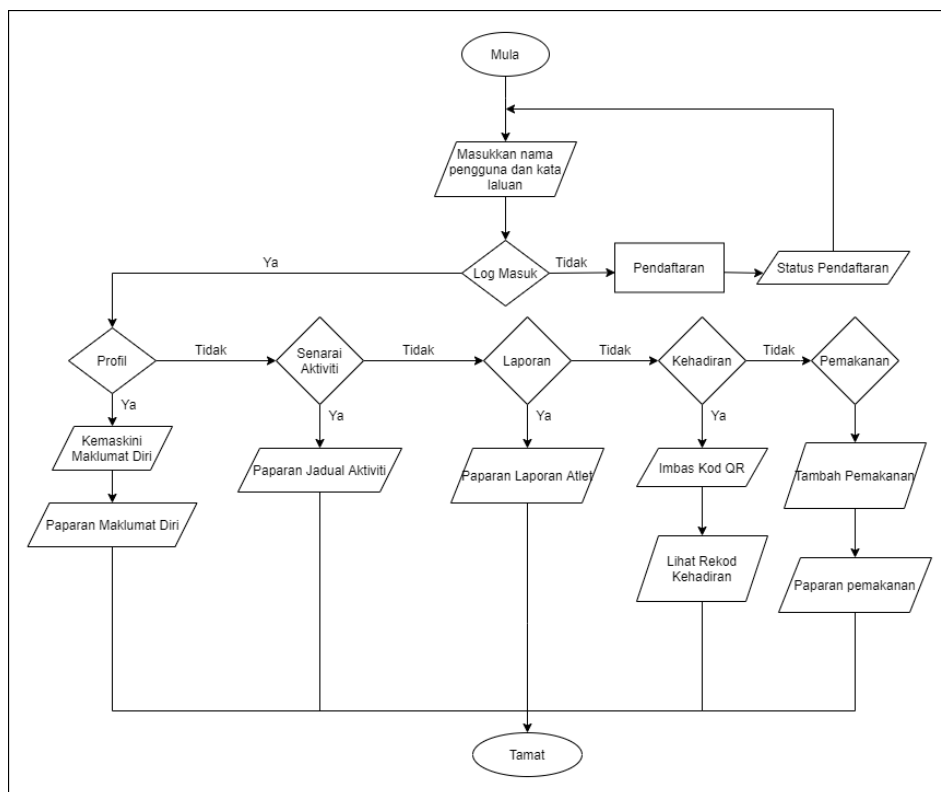 Mula
Masukkan nama
pengguna dan kata
laluan
Ya
Log Masuk
Tidak
Pendaftaran
Status Pendaftaran
Profil
Tidak
Senarai
Aktiviti
Tidak
Laporan
Tidak
Kehadiran
Tidak
Pemakanan
Ya
Ya
Ya
Ya
Kemaskini
Maklumat Diri
Paparan Jadual Aktiviti
Paparan Laporan Atlet
Imbas Kod QR
Tambah Pemakanan
Paparan Maklumat Diri
Lihat Rekod
Kehadiran
Paparan pemakanan
Tamat